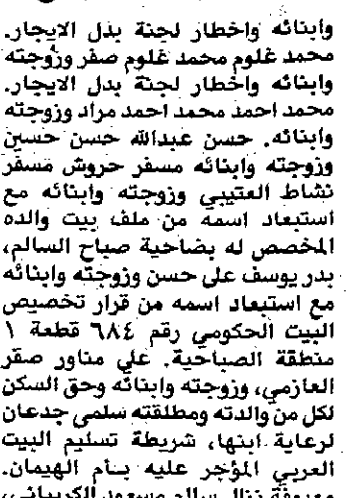 وابنائه واخطار لجنة بدل الايجار.
محمد غلوم محمد غلوم صفر وزوجته
وابنائه واخطار لجنة بدل الايجار.
محمد احمد محمد احمد مراد وزوجته
وابنائه. حسن عبدالله حسن حسين
وزوجته وابنائه مسفر حروش مسفر
نشاط العتيبي وزوجته وابنائه مع
استبعاد اسمه من ملف بيت والده
المخصص له بضاحية صباح السالم،
بدر يوسف على حسن وزوجته وابنائه
مع استبعاد اسمه من قرار تخصيص
البيت الحكومي رقم ٦٨٤ قطعة ١
منطقة الصباحية. علي مناور صقر
العازمي، وزوجته وابنائه وحق السكن
لكل من والدته ومطلقته سلمى جدعان
لرعاية ابنها، شريطة تسليم البيت
العربي المؤجر عليه بـأم الهيمان.
نزال سالم مسعود